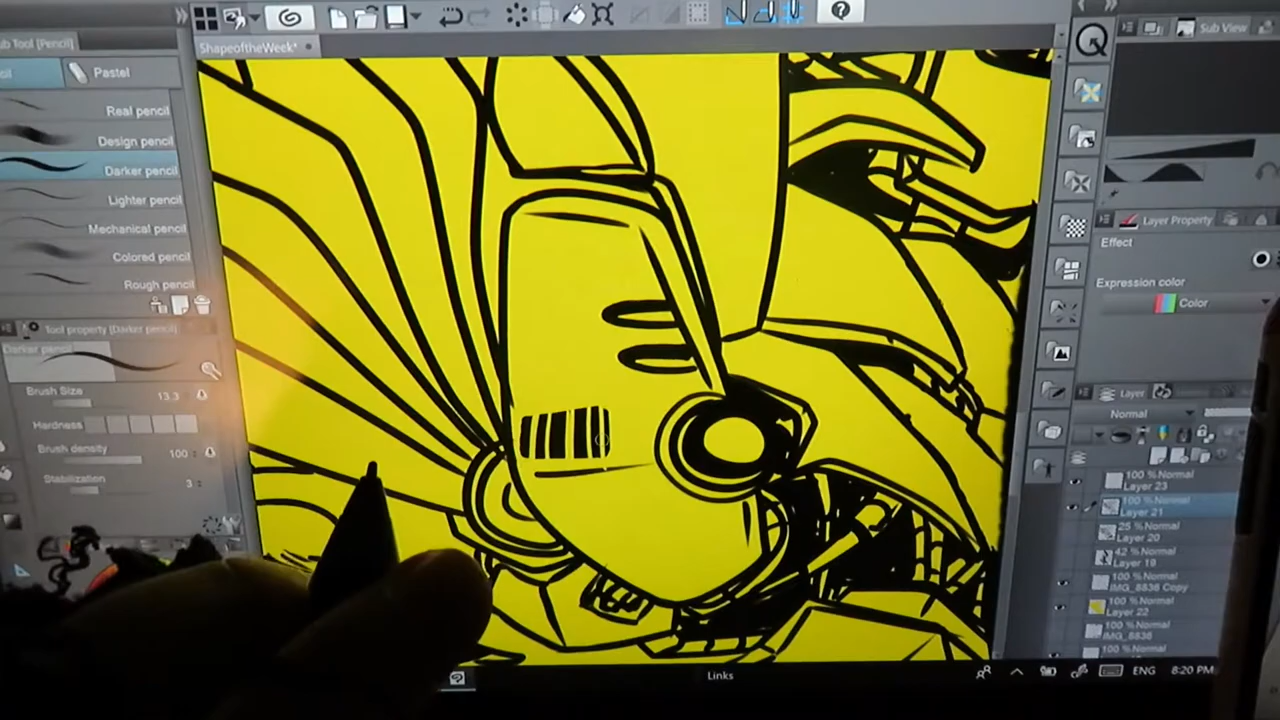 ub Tool [Pencil]
ShapeoftheWeek*
Sub View
cil
Pastel
Real pencil
Design pencil
Darker pencil
Lighter pencil
Mechanical pencil
Colored pencil
Rough pencil
Tool property [Darker pencil]
Darker pencil
Brush Size
13.3
Hardness
Brush density
100
Stabilization
3
Layer Property
Effect
Expression color
Color
Layer
Normal
100 %Normal
Layer 23
100 %Normal
Layer 21
25 %Normal
Layer 20
42 %Normal
Layer 19
100 %Normal
IMG_8836 Copy
100 %Normal
Layer 22
100 %Normal
IMG_8836
100 %Normal
Links
ENG
8:20 PM